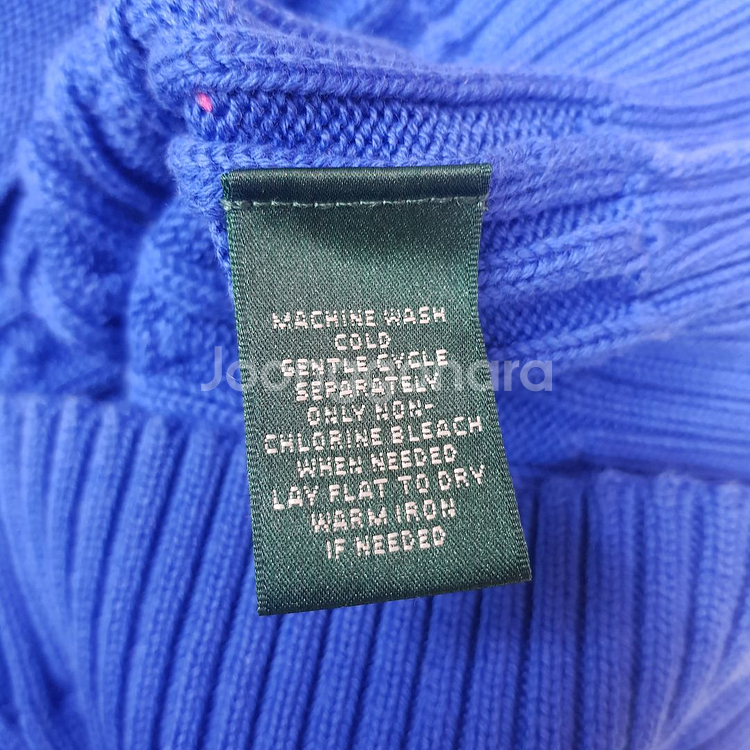 MACHINE WASH
COLD
GENTLE CYCLE
SEPARATELY
ONLY NON-
CHLORINE BLEACH
WHEN NEEDED
LAY FLAT TO DRY
WARM IRON
IF NEEDED